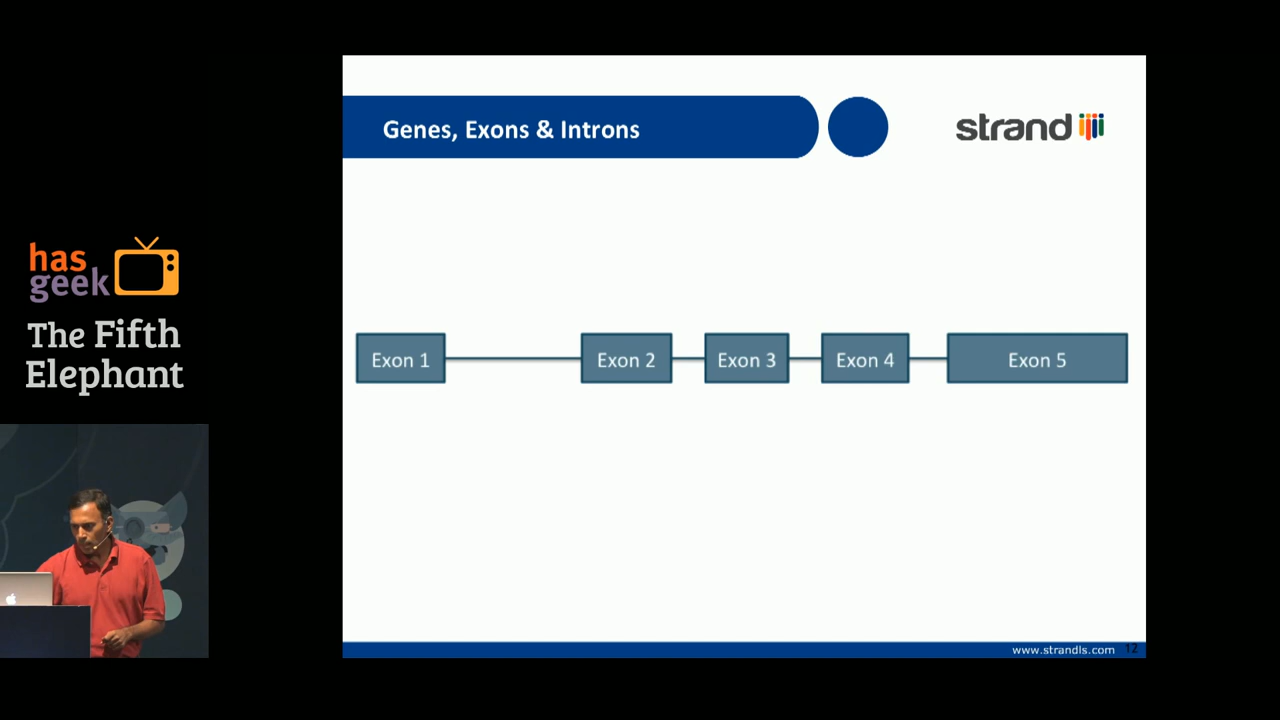 Genes, Exons & Introns
strand
has
geek
The Fifth
Elephant
Exon 1
Exon 2
Exon 3
Exon 4
Exon 5
www.strandls.com 12